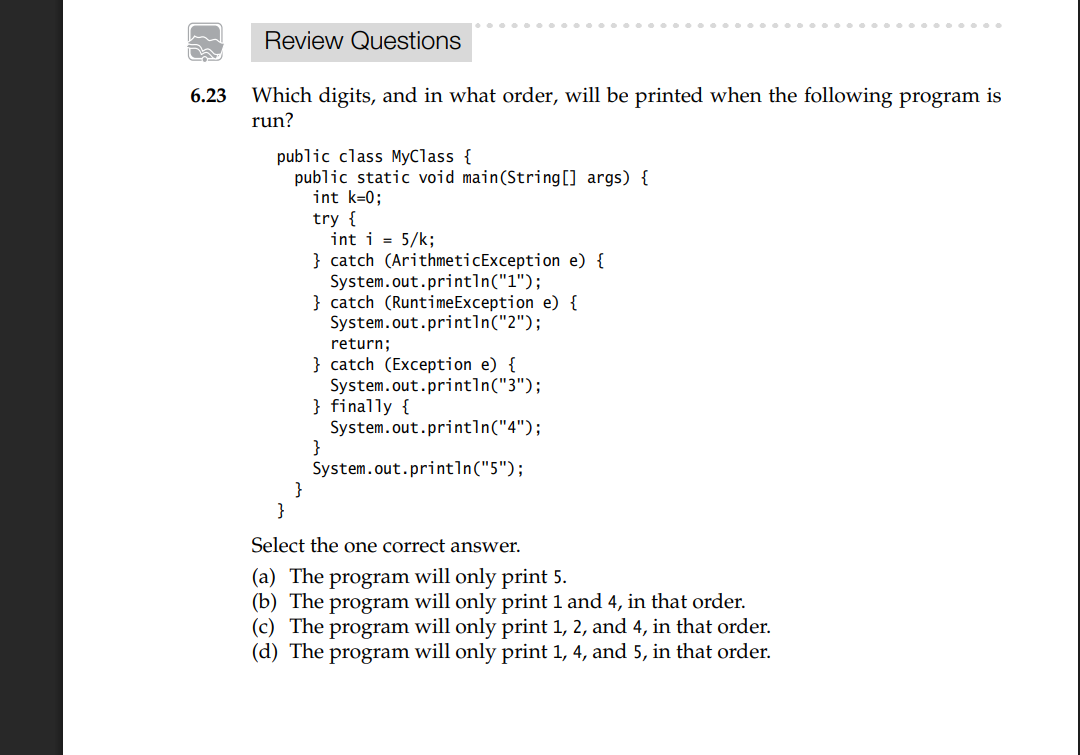 Review Questions
6.23 Which digits, and in what order, will be printed when the following program is
run?
public class MyClass {
public static void main(String[] args) {
int k=0;
try {
int i = 5/k;
} catch (ArithmeticException e) {
System.out.println("1");
} catch (RuntimeException e) {
System.out.println("2");
return;
} catch (Exception e) {
System.out.println("3");
} finally {
System.out.println("4");
}
System.out.println("5");
}
}
Select the one correct answer.
(a) The program will only print 5.
(b) The program will only print 1 and 4, in that order.
(c) The program will only print 1, 2, and 4, in that order.
(d) The program will only print 1, 4, and 5, in that order.